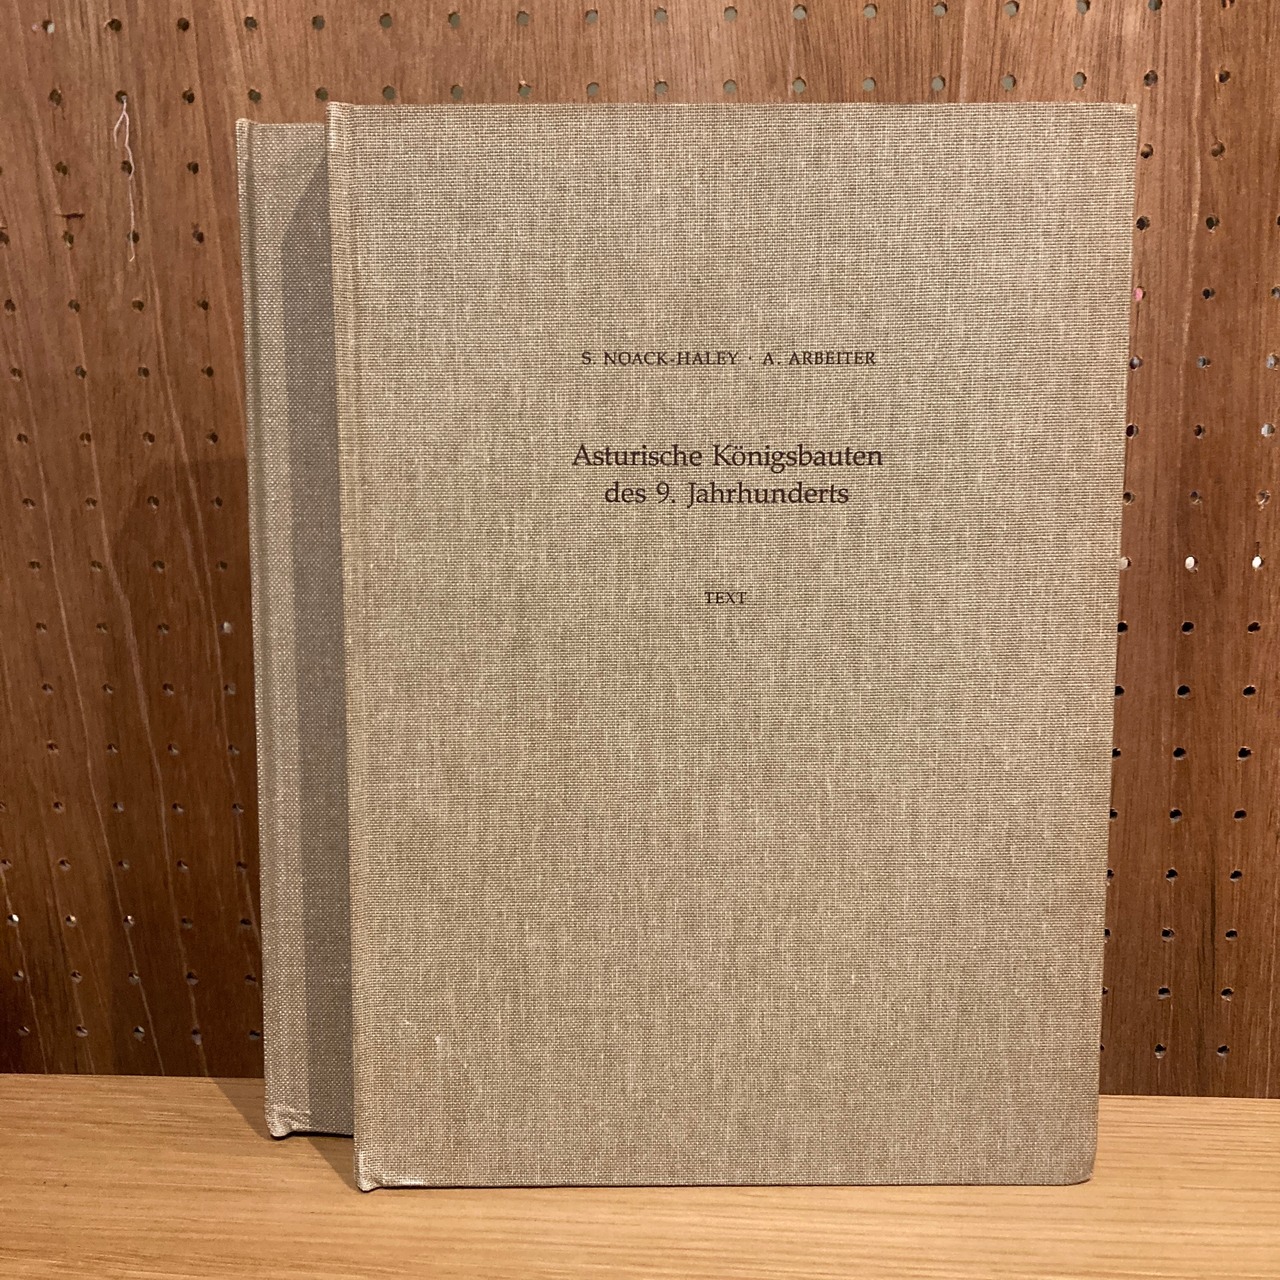 S. NOACK-HALEY · A. ARBEITER
Asturische Königsbauten
des 9. Jahrhunderts
TEXT